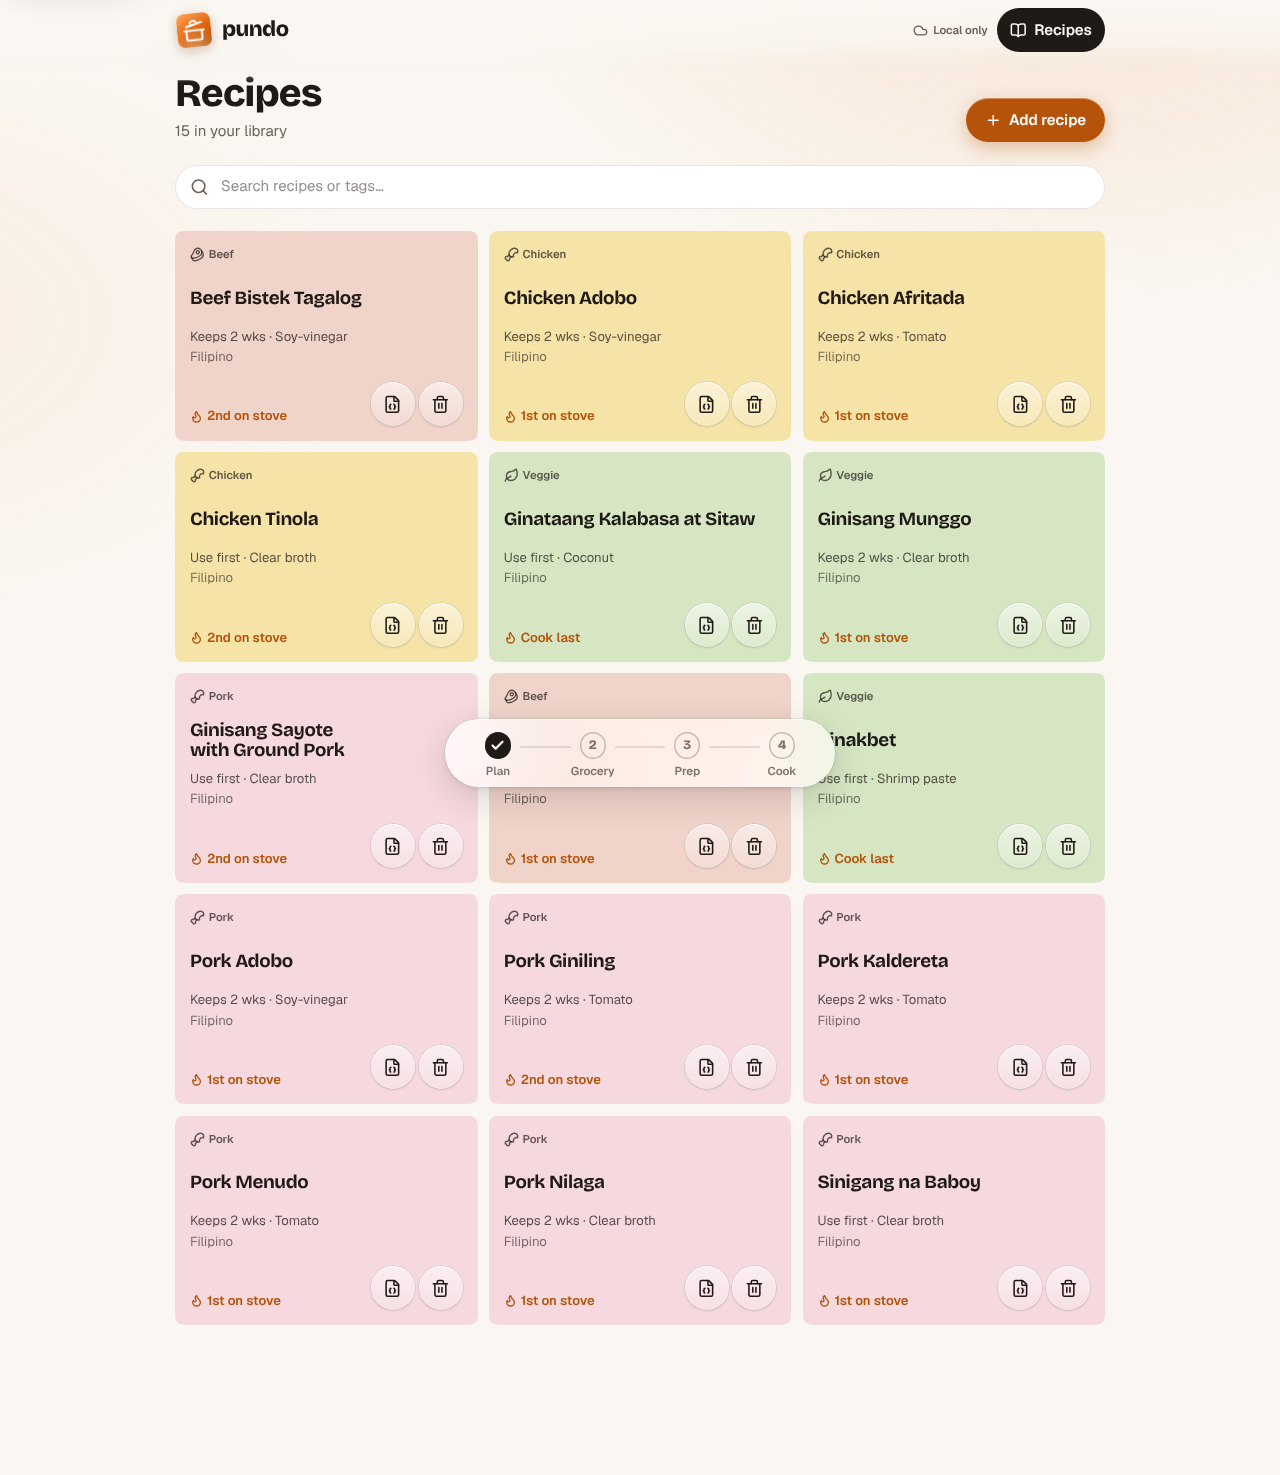 pundo
Local only
Recipes
Recipes
15 in your library
Add recipe
Search recipes or tags...
Beef
Beef Bistek Tagalog
Keeps 2 wks · Soy-vinegar
Filipino
2nd on stove
Chicken
Chicken Adobo
Keeps 2 wks · Soy-vinegar
Filipino
1st on stove
Chicken
Chicken Afritada
Keeps 2 wks · Tomato
Filipino
1st on stove
Chicken
Chicken Tinola
Use first · Clear broth
Filipino
2nd on stove
Veggie
Ginataang Kalabasa at Sitaw
Use first · Coconut
Filipino
Cook last
Veggie
Ginisang Munggo
Keeps 2 wks · Clear broth
Filipino
1st on stove
Pork
Ginisang Sayote
with Ground Pork
Use first · Clear broth
Filipino
2nd on stove
Beef
Filipino
1st on stove
Veggie
Use first · Shrimp paste
Filipino
Cook last
2
3
4
Plan
Grocery
Prep
Cook
Pork
Pork Adobo
Keeps 2 wks · Soy-vinegar
Filipino
1st on stove
Pork
Pork Giniling
Keeps 2 wks · Tomato
Filipino
2nd on stove
Pork
Pork Kaldereta
Keeps 2 wks · Tomato
Filipino
1st on stove
Pork
Pork Menudo
Keeps 2 wks · Tomato
Filipino
1st on stove
Pork
Pork Nilaga
Keeps 2 wks · Clear broth
Filipino
1st on stove
Pork
Sinigang na Baboy
Use first · Clear broth
Filipino
1st on stove